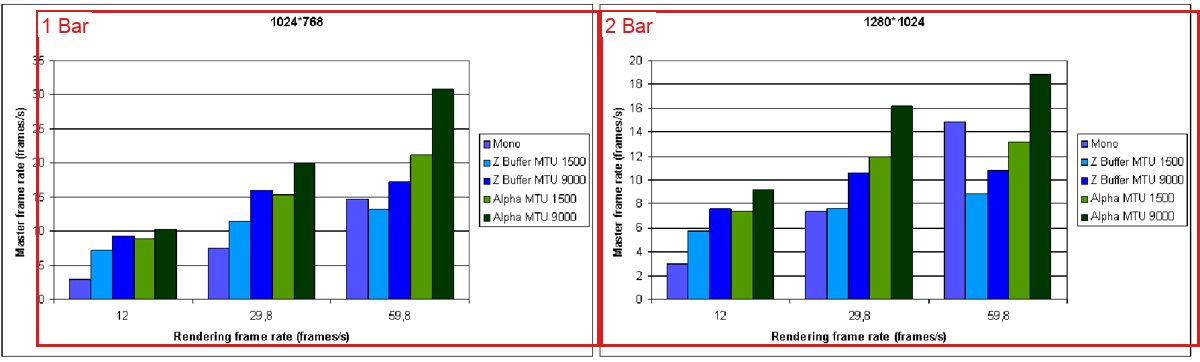 1 Bar
1024*768
Master frame rate (frames/s)
35
30
25
20
15
10
5
0
12
29,8
59,8
Rendering frame rate (frames/s)
Mono
Z Buffer MTU 1500
Z Buffer MTU 9000
Alpha MTU 1500
Alpha MTU 9000
2 Bar
1280*1024
Master frame rate (frames/s)
20
18
16
14
12
10
8
6
4
2
0
12
29,8
59,8
Rendering frame rate (frames/s)
Mono
Z Buffer MTU 1500
Z Buffer MTU 9000
Alpha MTU 1500
Alpha MTU 9000